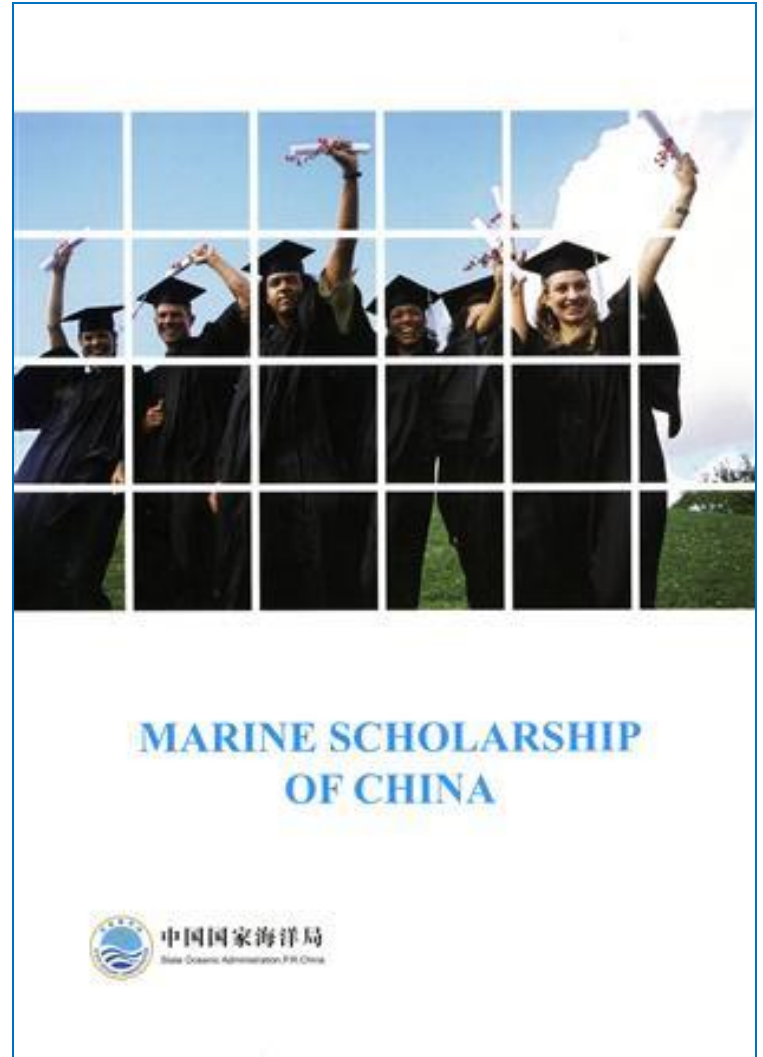 MARINE SCHOLARSHIP
OF CHINA
中国国家海洋局
State Oceanic Administration,P.R.China